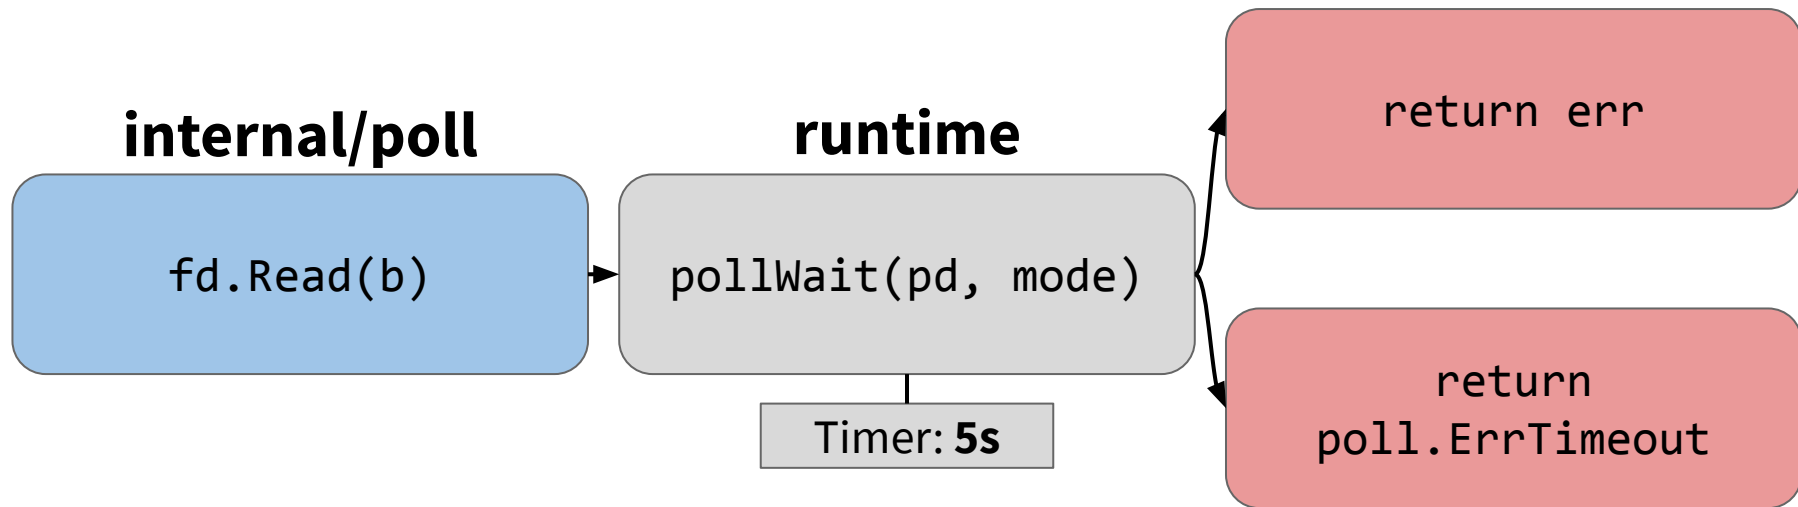 internal/poll
fd.Read(b)
runtime
pollWait(pd, mode)
Timer: 5s
return err
return
poll.ErrTimeout